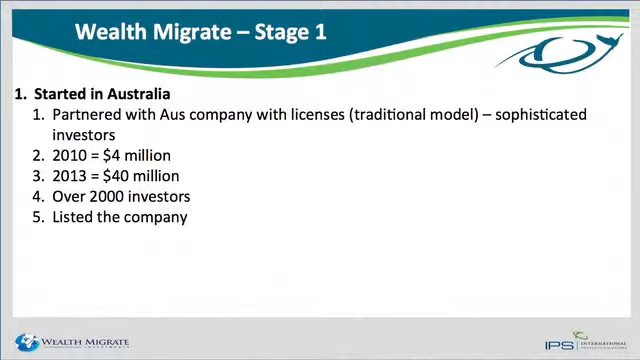 Wealth Migrate – Stage 1
1. Started in Australia
1. Partnered with Aus company with licenses (traditional model) – sophisticated
investors
2. 2010 = $4 million
3. 2013 = $40 million
4. Over 2000 investors
5. Listed the company
WEALTH MIGRATE
INVESTMENTS
IPS INTERNATIONAL